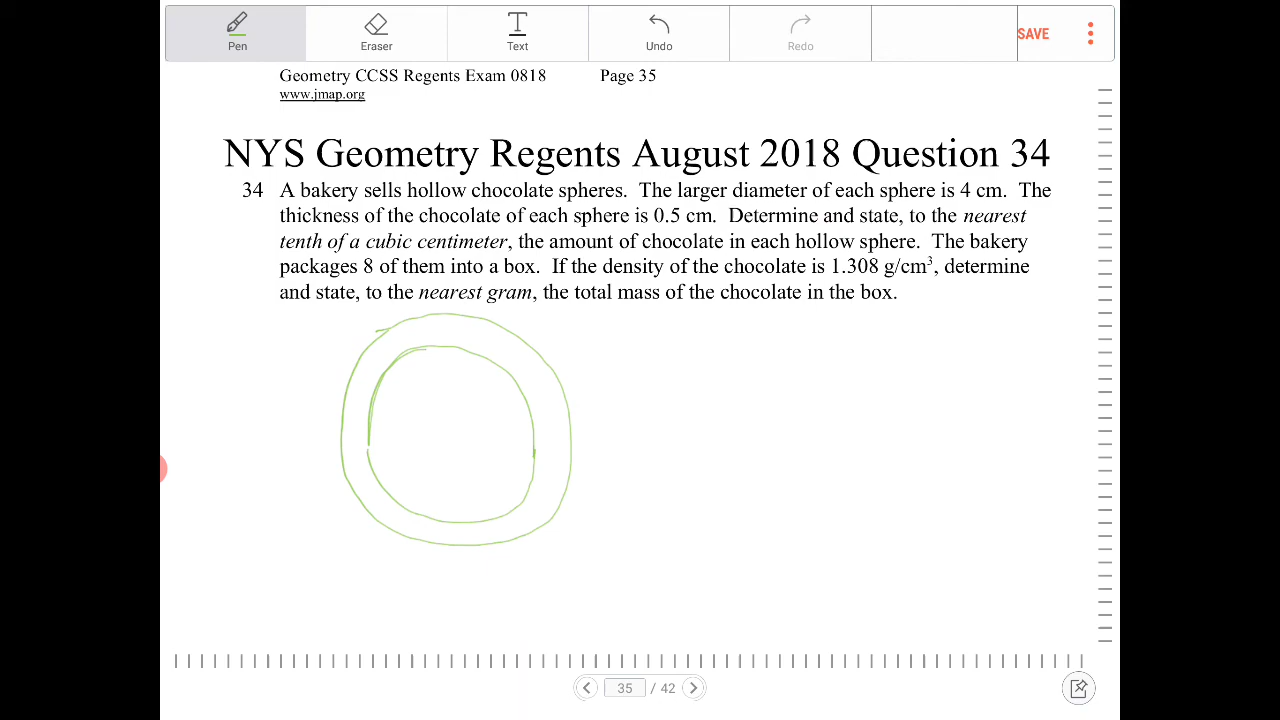 Pen
Eraser
Text
Undo
Redo
SAVE
Geometry CCSS Regents Exam 0818 Page 35
www.jmap.org
NYS Geometry Regents August 2018 Question 34
34 A bakery sells hollow chocolate spheres. The larger diameter of each sphere is 4 cm. The
thickness of the chocolate of each sphere is 0.5 cm. Determine and state, to the nearest
tenth of a cubic centimeter, the amount of chocolate in each hollow sphere. The bakery
packages 8 of them into a box. If the density of the chocolate is 1.308 g/cm³, determine
and state, to the nearest gram, the total mass of the chocolate in the box.
35 / 42